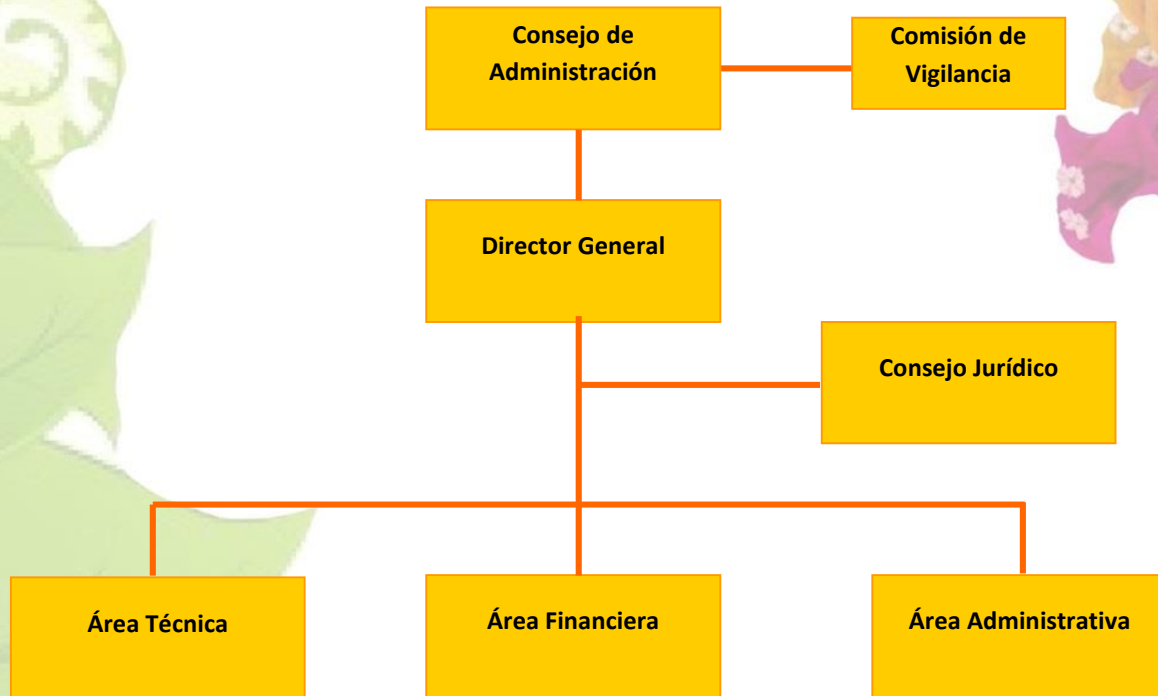 Consejo de
Administración
Comisión de
Vigilancia
Director General
Consejo Jurídico
Área Técnica
Área Financiera
Área Administrativa